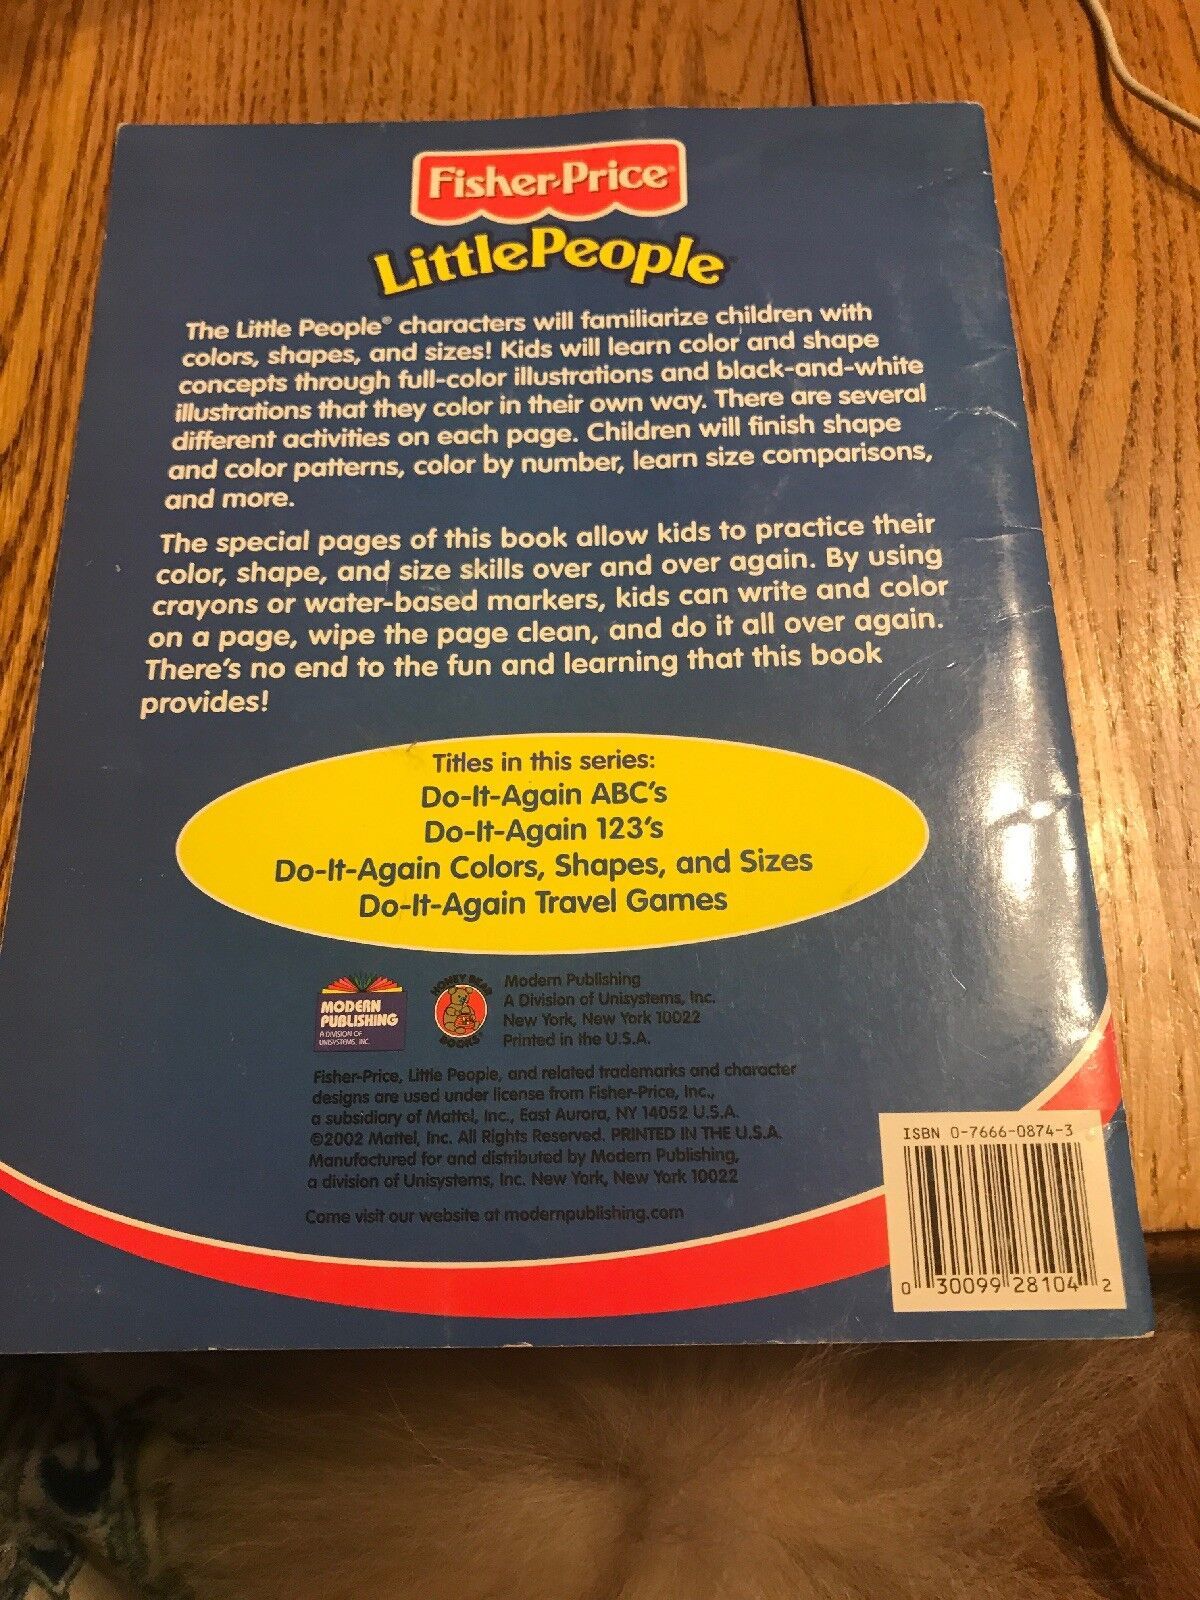 Fisher-Price®
LittlePeople™
The Little People® characters will familiarize children with
colors, shapes, and sizes! Kids will learn color and shape
concepts through full-color illustrations and black-and-white
illustrations that they color in their own way. There are several
different activities on each page. Children will finish shape
and color patterns, color by number, learn size comparisons,
and more.
The special pages of this book allow kids to practice their
color, shape, and size skills over and over again. By using
crayons or water-based markers, kids can write and color
on a page, wipe the page clean, and do it all over again.
There's no end to the fun and learning that this book
provides!
Titles in this series:
Do-It-Again ABC's
Do-It-Again 123's
Do-It-Again Colors, Shapes, and Sizes
Do-It-Again Travel Games
MODERN
PUBLISHING
A DIVISION OF
UNISYSTEMS, INC.
HONEY BEAR
BOOKS
Modern Publishing
A Division of Unisystems, Inc.
New York, New York 10022
Printed in the U.S.A.
Fisher-Price, Little People, and related trademarks and character
designs are used under license from Fisher-Price, Inc.,
a subsidiary of Mattel, Inc., East Aurora, NY 14052 U.S.A.
©2002 Mattel, Inc. All Rights Reserved. PRINTED IN THE U.S.A.
Manufactured for and distributed by Modern Publishing,
a division of Unisystems, Inc. New York, New York 10022
Come visit our website at modernpublishing.com
ISBN 0-7666-0874-3
0 30099 28104 2